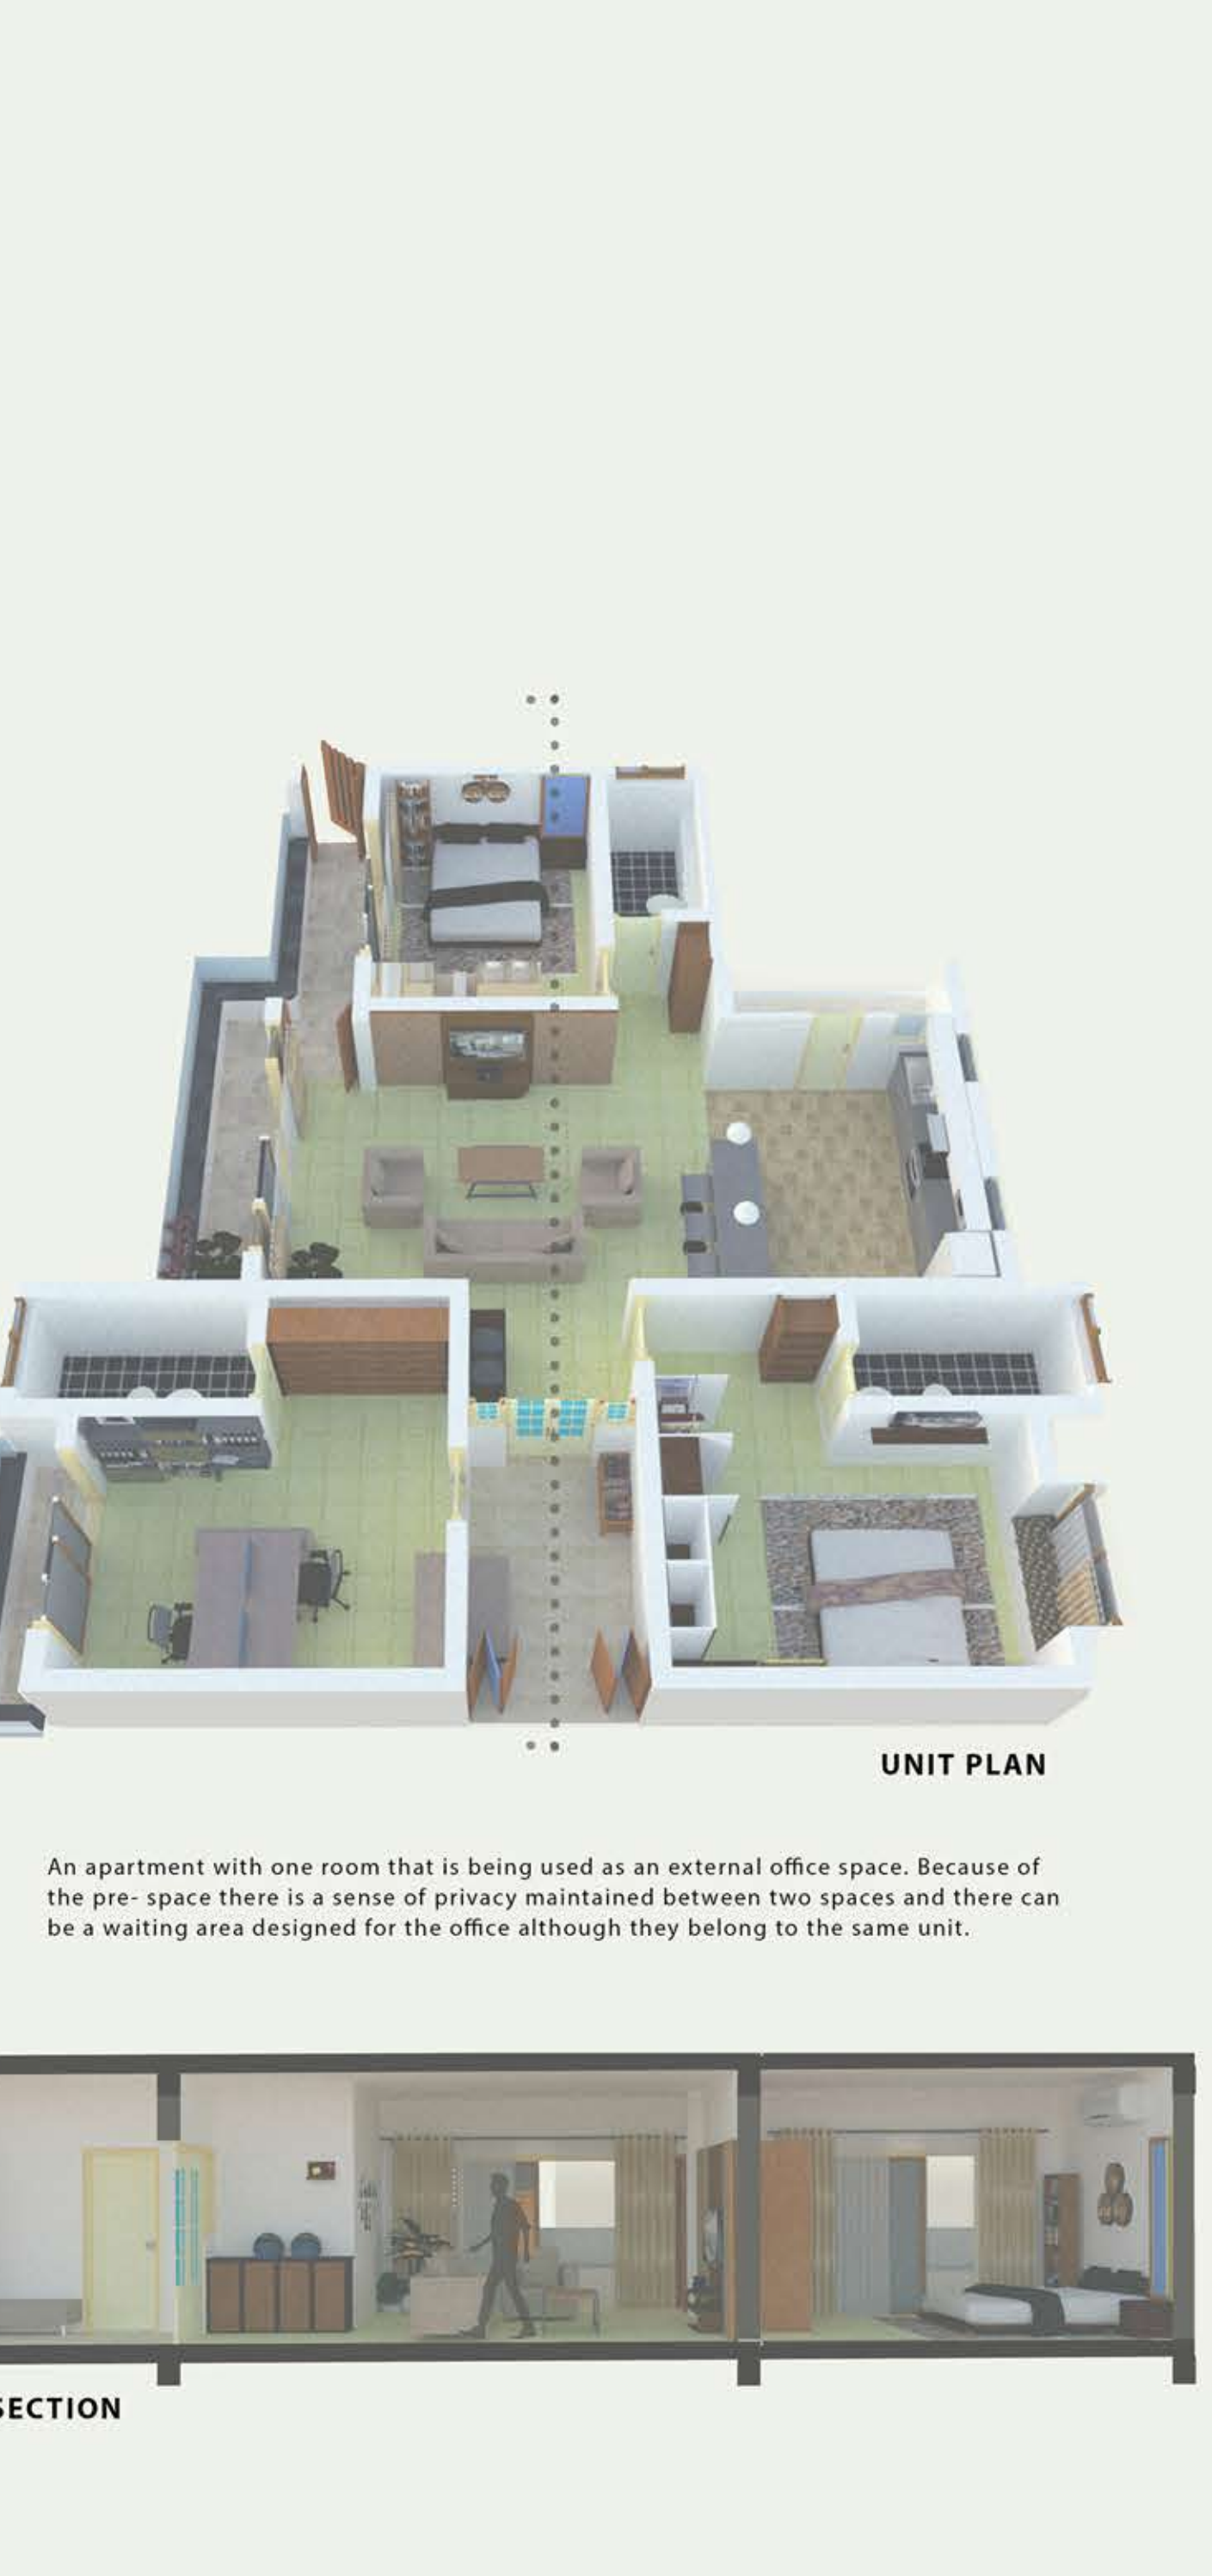 UNIT PLAN
An apartment with one room that is being used as an external office space. Because of
the pre- space there is a sense of privacy maintained between two spaces and there can
be a waiting area designed for the office although they belong to the same unit.
SECTION